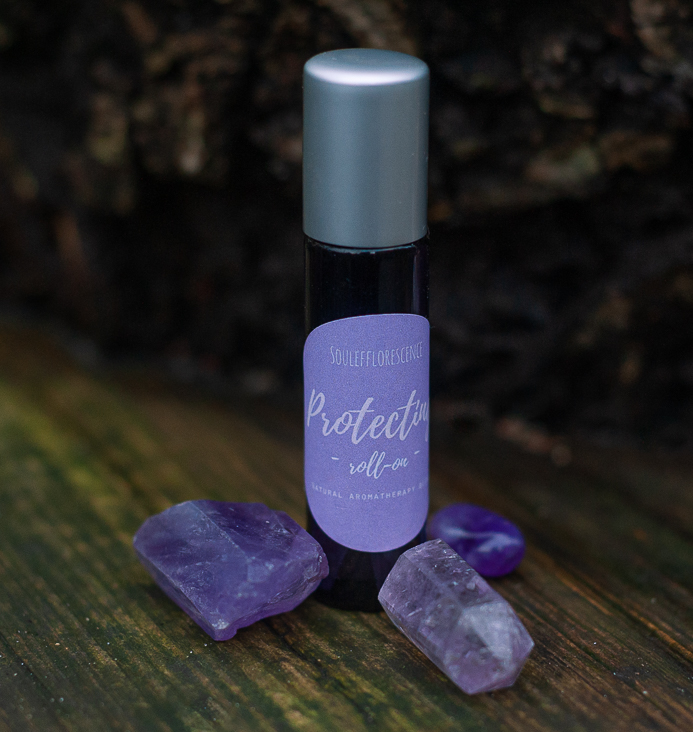 SOULEFFLORESCENCE
Protectin
- roll-on -
NATURAL AROMATHERAPY